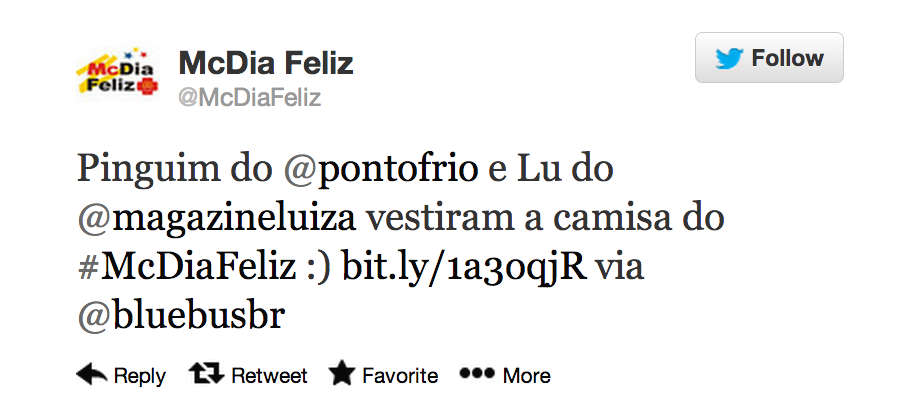 McDia
Feliz
McDia Feliz
@McDiaFeliz
Follow
Pinguim do @pontofrio e Lu do
@magazineluiza vestiram a camisa do
#McDiaFeliz :) bit.ly/1a3oqjR via
@bluebusbr
Reply Retweet Favorite More